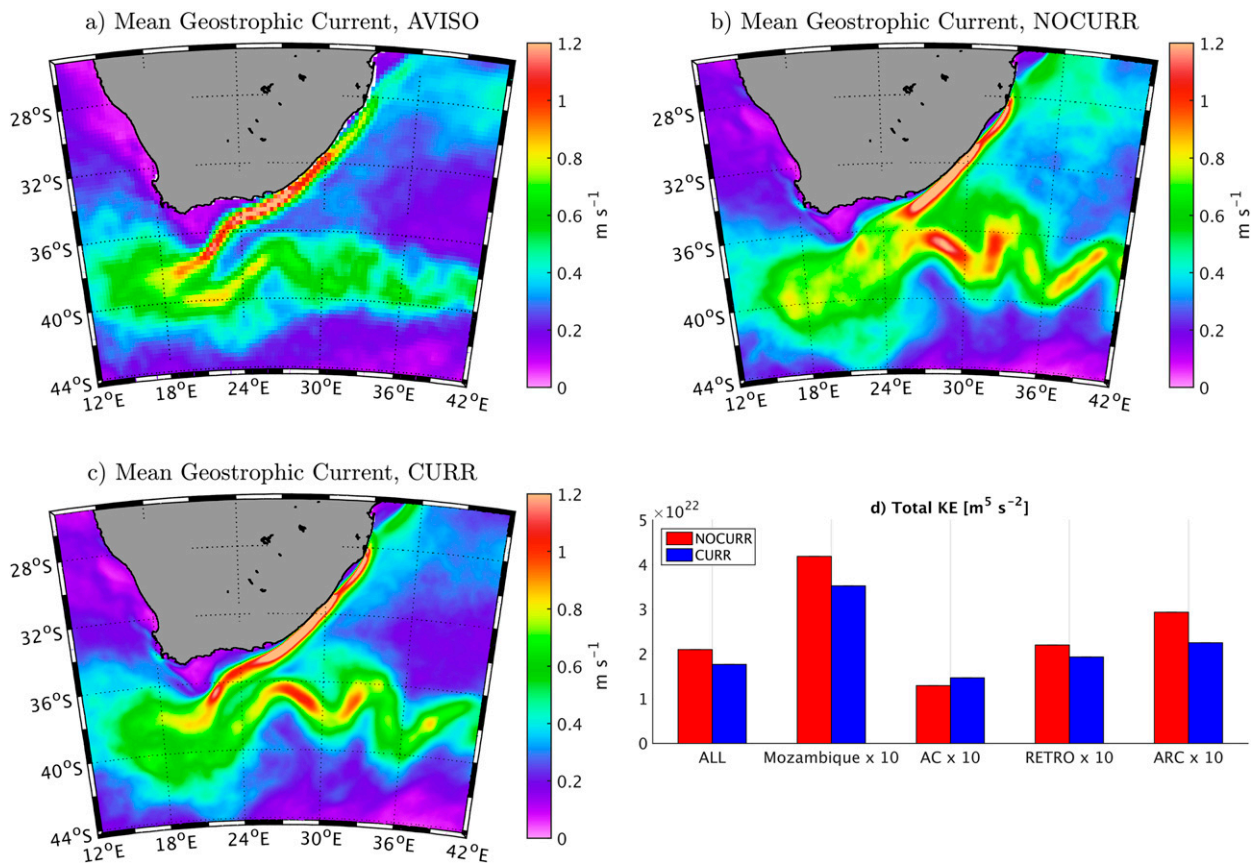 a) Mean Geostrophic Current, AVISO
28°S
32°S
36°S
40°S
44°S
12°E
18°E
24°E
30°E
36°E
42°E
1.2
1
0.8
0.6
0.4
0.2
0
m s⁻¹
b) Mean Geostrophic Current, NOCURR
28°S
32°S
36°S
40°S
44°S
12°E
18°E
24°E
30°E
36°E
42°E
1.2
1
0.8
0.6
0.4
0.2
0
m s⁻¹
c) Mean Geostrophic Current, CURR
28°S
32°S
36°S
40°S
44°S
12°E
18°E
24°E
30°E
36°E
42°E
1.2
1
0.8
0.6
0.4
0.2
0
m s⁻¹
d) Total KE [m⁵ s⁻²]
×10²²
5
4
3
2
1
0
NOCURR
CURR
ALL
Mozambique x 10
AC x 10
RETRO x 10
ARC x 10